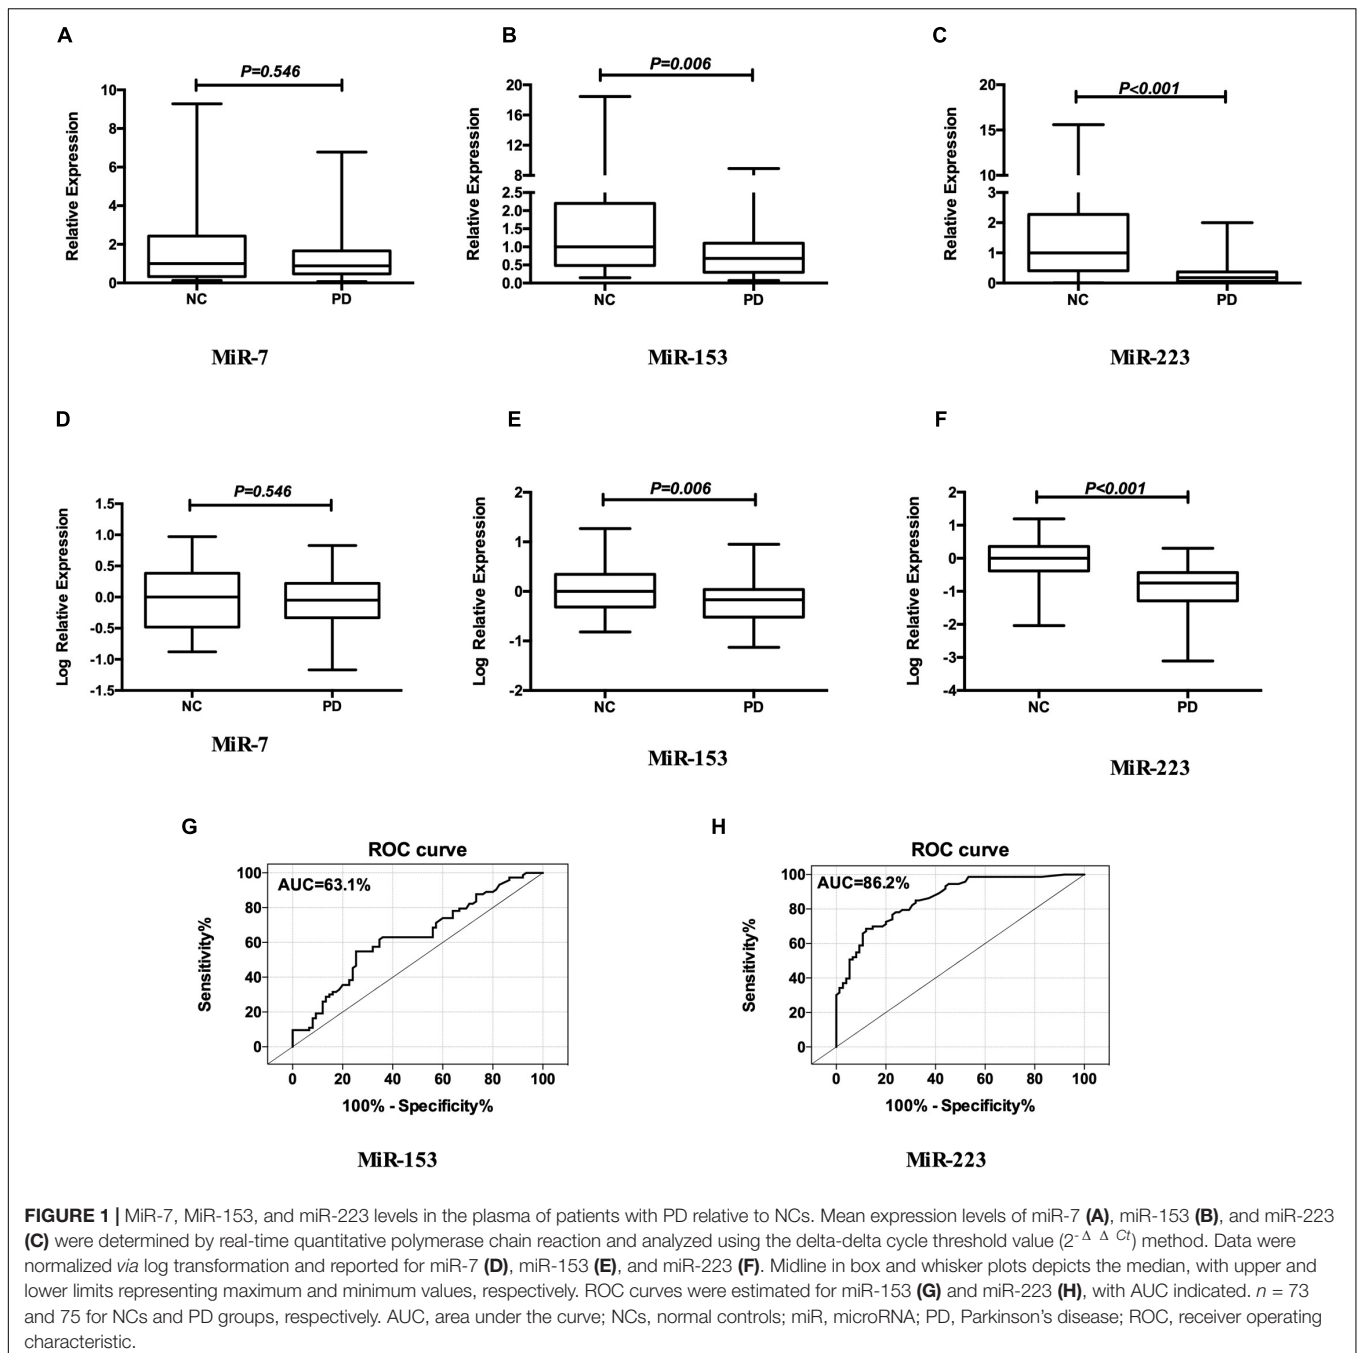 A
B
C
P=0.546
P=0.006
P<0.001
Relative Expression
10
8
6
4
2
0
NC
PD
Relative Expression
20
16
12
8
2.5
2.0
1.5
1.0
0.5
0.0
NC
PD
Relative Expression
20
15
10
3
2
1
0
NC
PD
MiR-7
MiR-153
MiR-223
D
E
F
P=0.546
P=0.006
P<0.001
Log Relative Expression
1.5
1.0
0.5
0.0
-0.5
-1.0
-1.5
NC
PD
Log Relative Expression
2
1
0
-1
-2
NC
PD
Log Relative Expression
2
1
0
-1
-2
-3
-4
NC
PD
MiR-7
MiR-153
MiR-223
G
H
ROC curve
AUC=63.1%
Sensitivity%
100
80
60
40
20
0
0 20 40 60 80 100
100% - Specificity%
MiR-153
ROC curve
AUC=86.2%
Sensitivity%
100
80
60
40
20
0
0 20 40 60 80 100
100% - Specificity%
MiR-223
FIGURE 1 | MiR-7, MiR-153, and miR-223 levels in the plasma of patients with PD relative to NCs. Mean expression levels of miR-7 (A), miR-153 (B), and miR-223
(C) were determined by real-time quantitative polymerase chain reaction and analyzed using the delta-delta cycle threshold value (2-Δ Δ Ct) method. Data were
normalized via log transformation and reported for miR-7 (D), miR-153 (E), and miR-223 (F). Midline in box and whisker plots depicts the median, with upper and
lower limits representing maximum and minimum values, respectively. ROC curves were estimated for miR-153 (G) and miR-223 (H), with AUC indicated. n = 73
and 75 for NCs and PD groups, respectively. AUC, area under the curve; NCs, normal controls; miR, microRNA; PD, Parkinson's disease; ROC, receiver operating
characteristic.